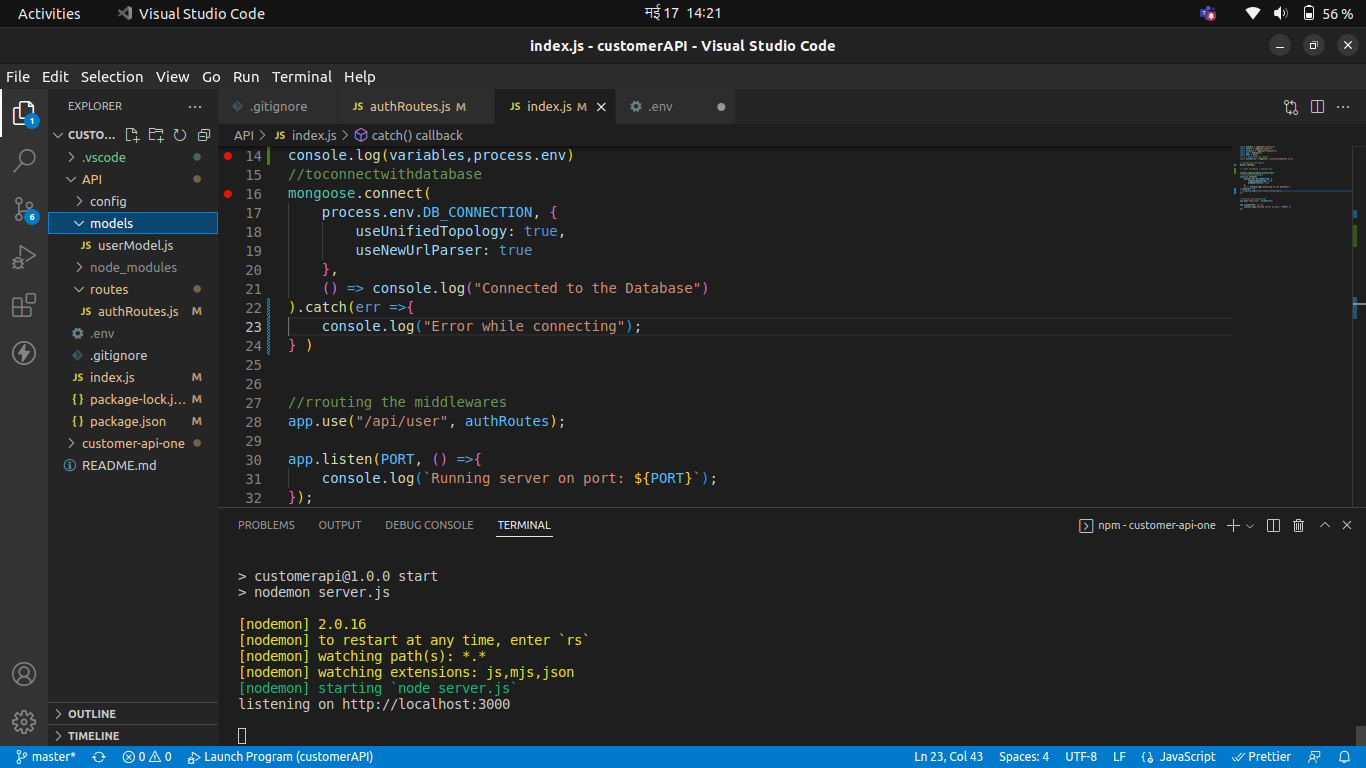 Activities Visual Studio Code मई 17 14:21 56 %
index.js - customerAPI - Visual Studio Code
File Edit Selection View Go Run Terminal Help
EXPLORER ···
.gitignore
JS authRoutes.js M
JS index.js M
.env
1
CUSTO...
.vscode
API
config
models
JS userModel.js
node_modules
routes
JS authRoutes.js M
.env
.gitignore
JS index.js M
{} package-lock.j... M
{} package.json M
customer-api-one
README.md
6
OUTLINE
TIMELINE
API > JS index.js > catch() callback
14 console.log(variables,process.env)
15 //toconnectwithdatabase
16 mongoose.connect(
17 process.env.DB_CONNECTION, {
18 useUnifiedTopology: true,
19 useNewUrlParser: true
20 },
21 () => console.log("Connected to the Database")
22 ).catch(err =>{
23 console.log("Error while connecting");
24 } )
25
26
27 //rrouting the middlewares
28 app.use("/api/user", authRoutes);
29
30 app.listen(PORT, () =>{
31 console.log(`Running server on port: ${PORT}`);
32 });
PROBLEMS OUTPUT DEBUG CONSOLE TERMINAL npm - customer-api-one
> customerapi@1.0.0 start
> nodemon server.js
[nodemon] 2.0.16
[nodemon] to restart at any time, enter `rs`
[nodemon] watching path(s): *.*
[nodemon] watching extensions: js,mjs,json
[nodemon] starting `node server.js`
listening on http://localhost:3000
master* 0 0 Launch Program (customerAPI) Ln 23, Col 43 Spaces: 4 UTF-8 LF {} JavaScript Prettier